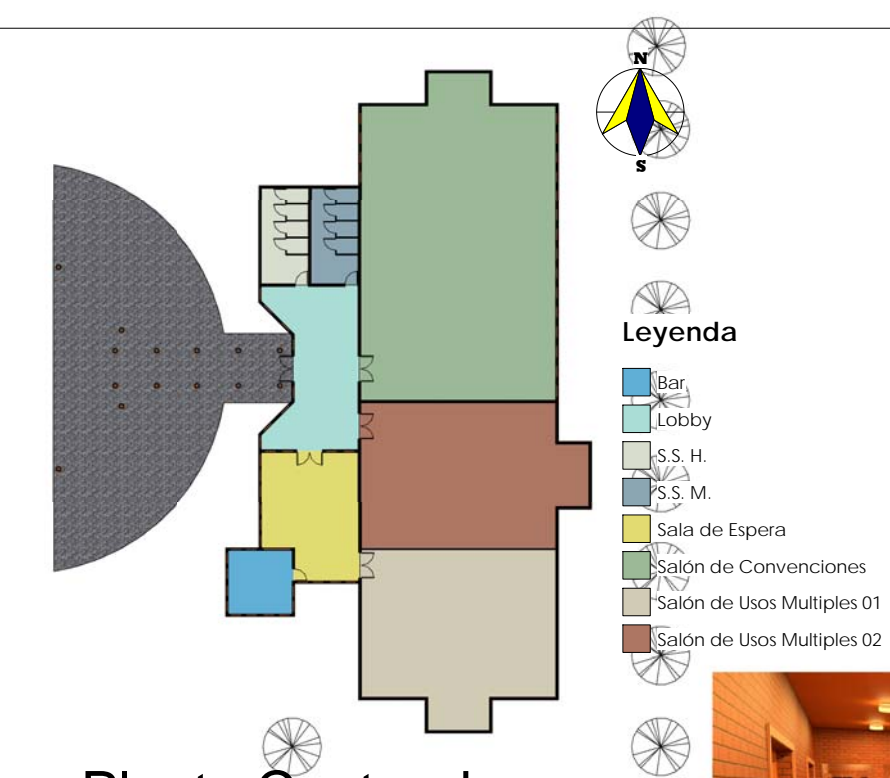 N
S
Leyenda
Bar
Lobby
S.S. H.
S.S. M.
Sala de Espera
Salón de Convenciones
Salón de Usos Multiples 01
Salón de Usos Multiples 02